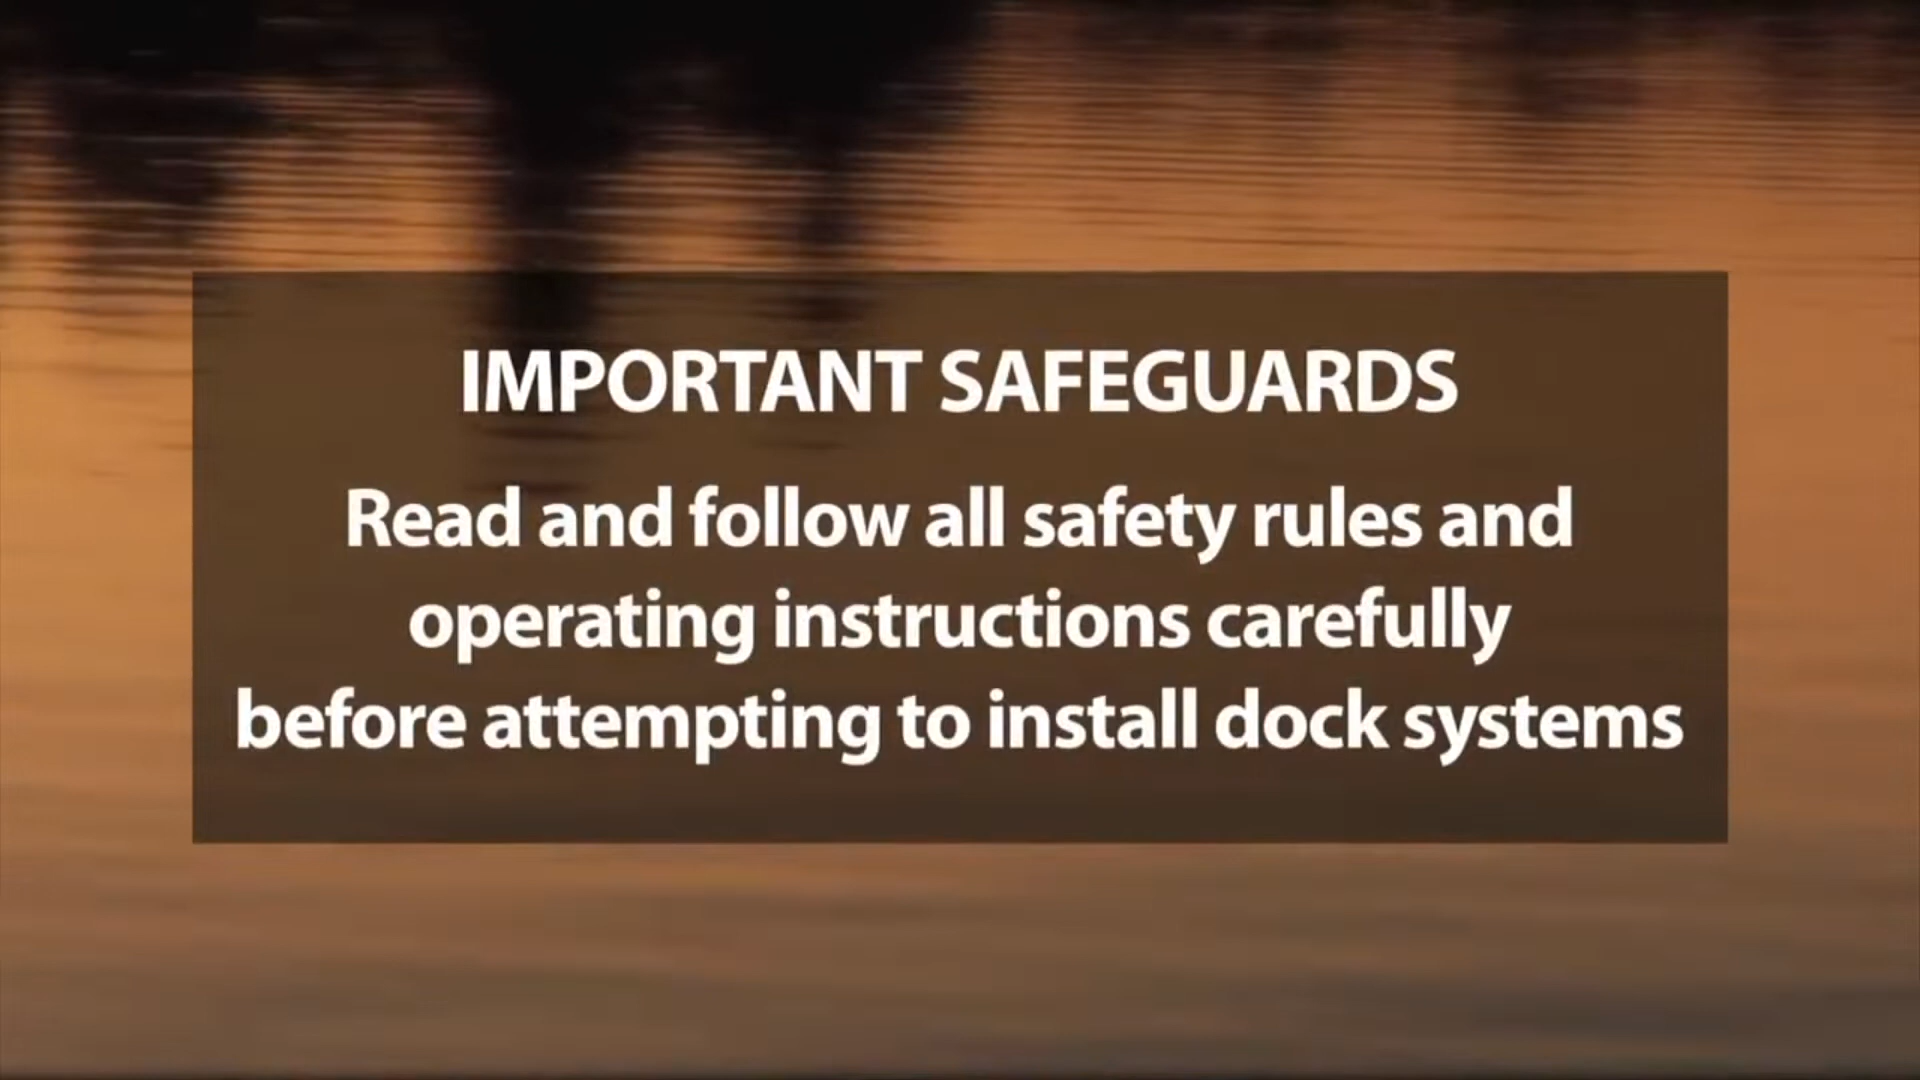 IMPORTANT SAFEGUARDS
Read and follow all safety rules and
operating instructions carefully
before attempting to install dock systems